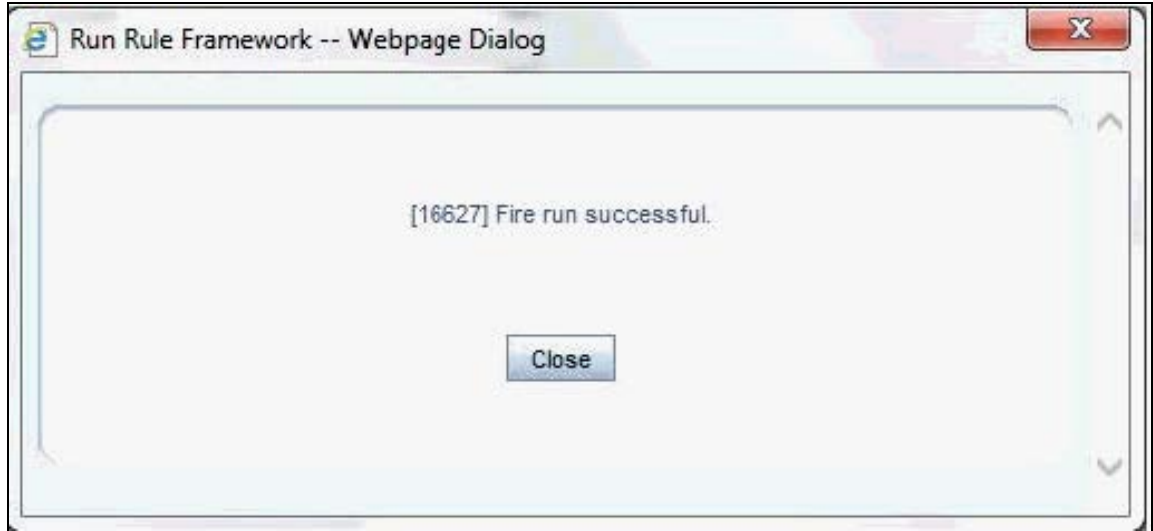 Run Rule Framework -- Webpage Dialog
[16627] Fire run successful.
Close